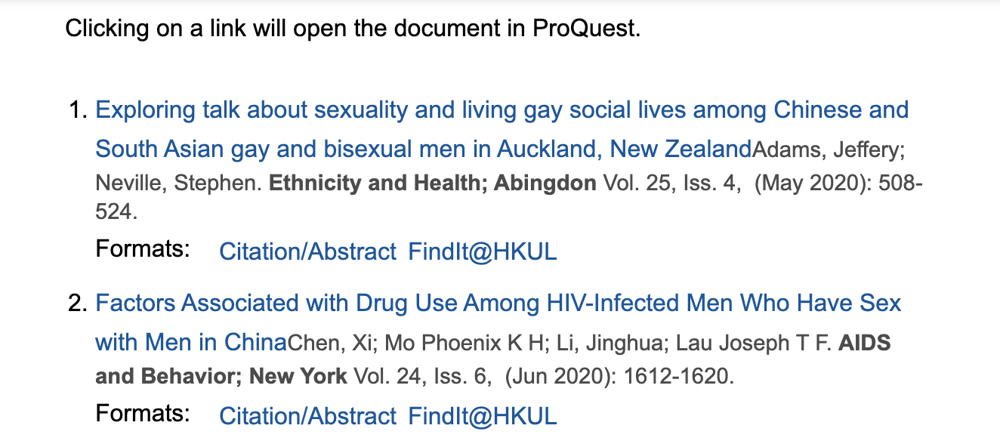 Clicking on a link will open the document in ProQuest.
1. Exploring talk about sexuality and living gay social lives among Chinese and
South Asian gay and bisexual men in Auckland, New ZealandAdams, Jeffery;
Neville, Stephen. Ethnicity and Health; Abingdon Vol. 25, Iss. 4, (May 2020): 508-
524.
Formats: Citation/Abstract FindIt@HKUL
2. Factors Associated with Drug Use Among HIV-Infected Men Who Have Sex
with Men in ChinaChen, Xi; Mo Phoenix K H; Li, Jinghua; Lau Joseph T F. AIDS
and Behavior; New York Vol. 24, Iss. 6, (Jun 2020): 1612-1620.
Formats: Citation/Abstract FindIt@HKUL